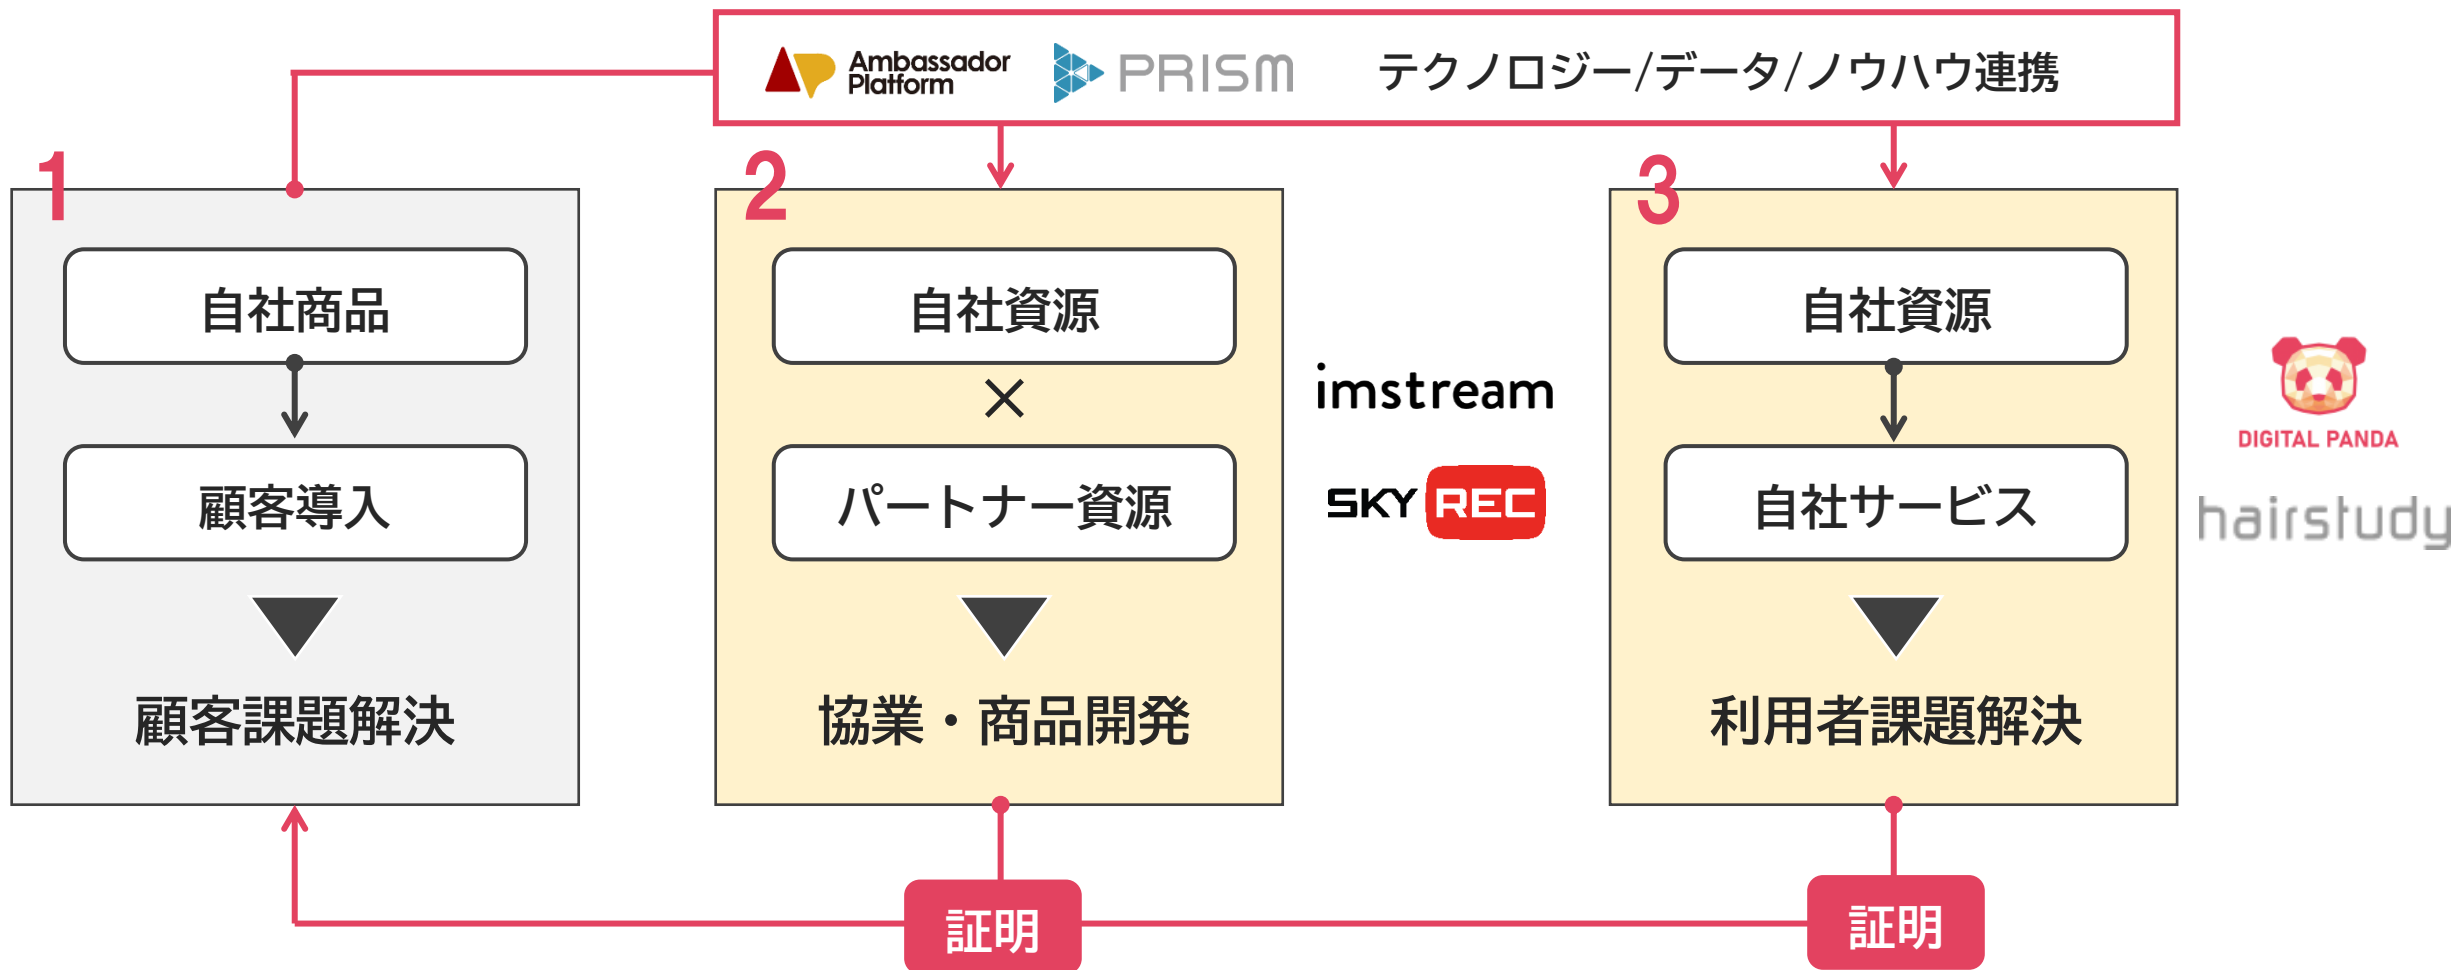 Ambassador
Platform
PRISM
テクノロジー/データ/ノウハウ連携
1
自社商品
顧客導入
顧客課題解決
2
自社資源
×
パートナー資源
協業・商品開発
imstream
SKY REC
3
自社資源
自社サービス
利用者課題解決
DIGITAL PANDA
hairstudy
証明
証明